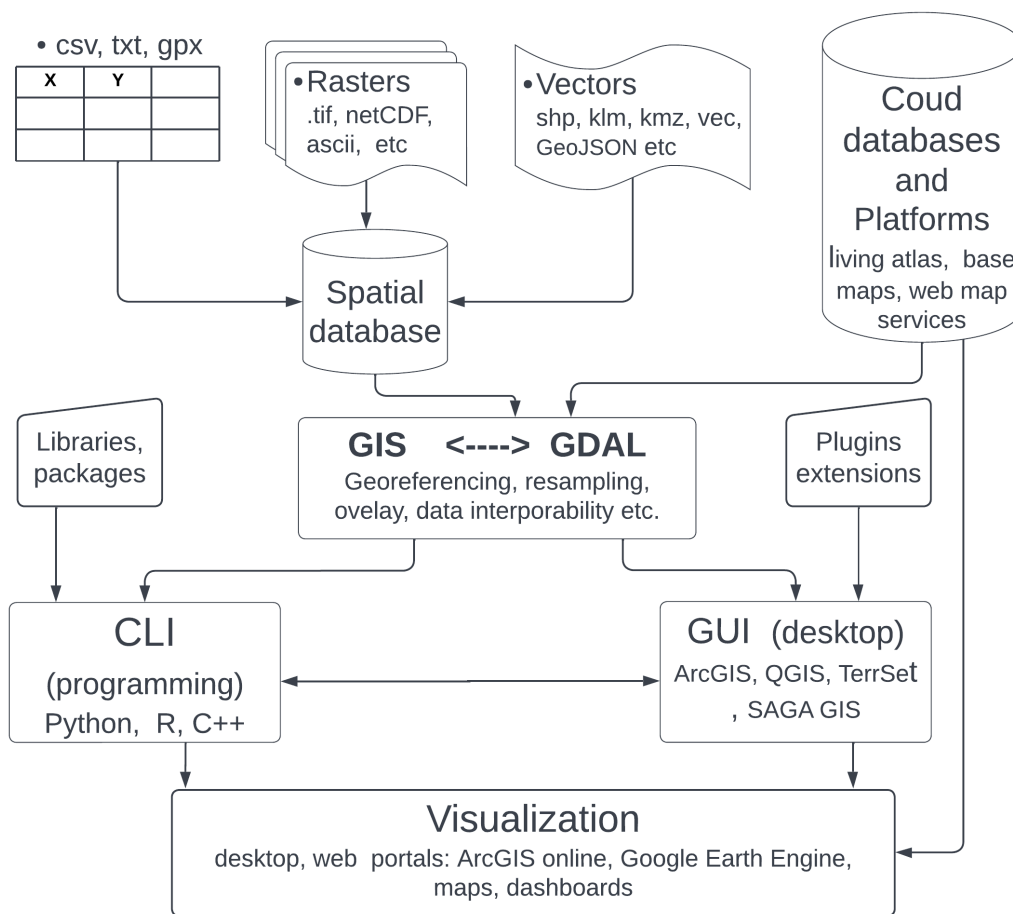 • csv, txt, gpx
X Y
•Rasters
.tif, netCDF,
ascii, etc
•Vectors
shp, klm, kmz, vec,
GeoJSON etc
Coud
databases
and
Platforms
living atlas, base
maps, web map
services
Spatial
database
Libraries,
packages
GIS <----> GDAL
Georeferencing, resampling,
ovelay, data interporability etc.
Plugins
extensions
CLI
(programming)
Python, R, C++
GUI (desktop)
ArcGIS, QGIS, TerrSet
, SAGA GIS
Visualization
desktop, web portals: ArcGIS online, Google Earth Engine,
maps, dashboards